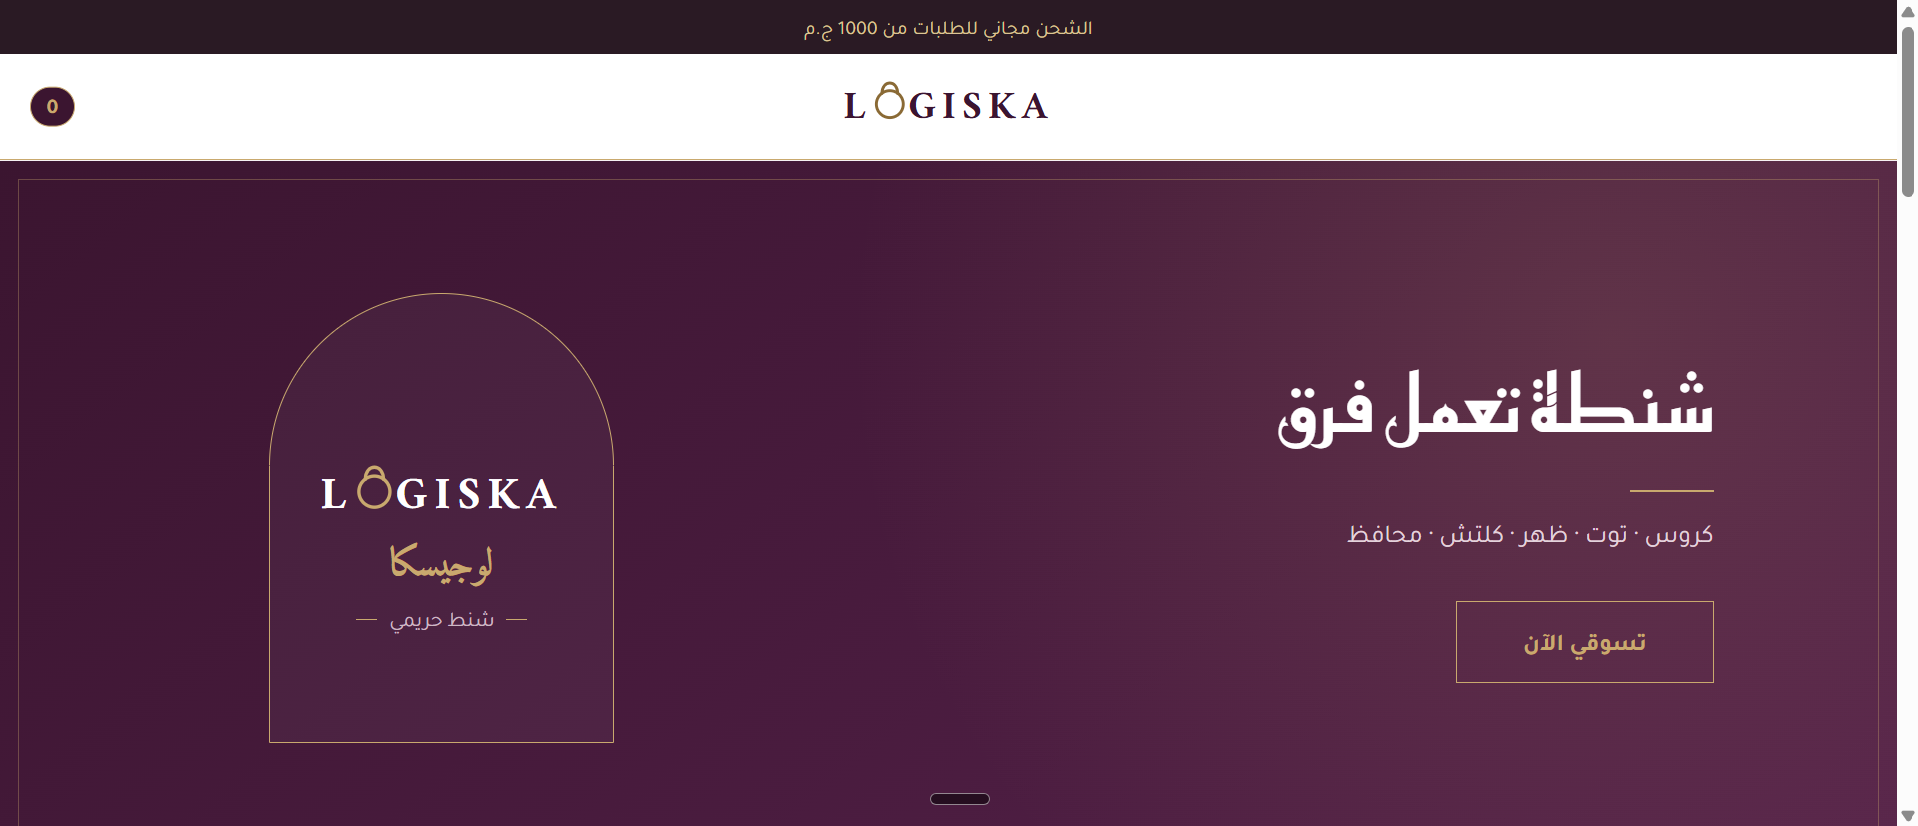 الشحن مجاني للطلبات من 1000 ج.م
LOGISKA
0
شنطة تعمل فرق
كروس · توت · ظهر · كلتش · محافظ
تسوقي الآن
LOGISKA
لوجيسكا
شنط حريمي